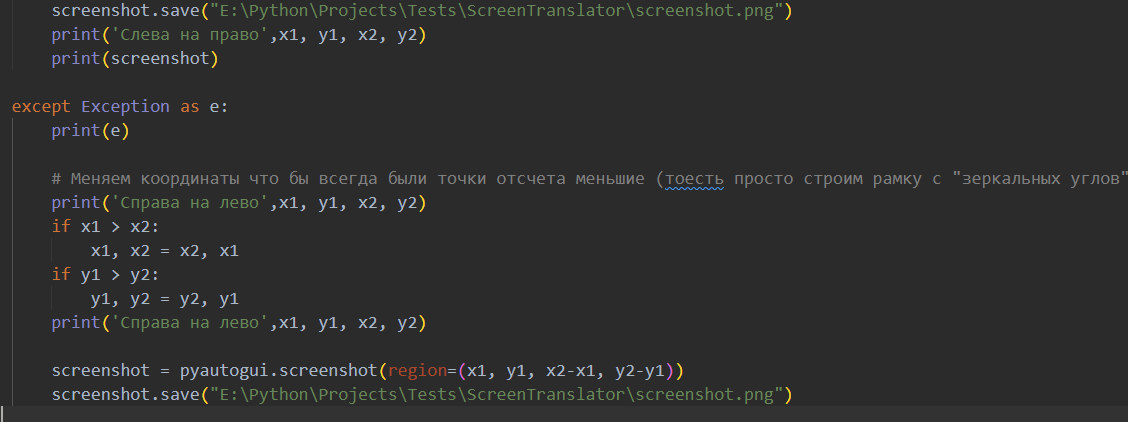 screenshot.save("E:\Python\Projects\Tests\ScreenTranslator\screenshot.png")
print('Слева на право',x1, y1, x2, y2)
print(screenshot)
except Exception as e:
print(e)
# Меняем координаты что бы всегда были точки отсчета меньшие (тоесть просто строим рамку с "зеркальных углов"
print('Справа на лево',x1, y1, x2, y2)
if x1 > x2:
x1, x2 = x2, x1
if y1 > y2:
y1, y2 = y2, y1
print('Справа на лево',x1, y1, x2, y2)
screenshot = pyautogui.screenshot(region=(x1, y1, x2-x1, y2-y1))
screenshot.save("E:\Python\Projects\Tests\ScreenTranslator\screenshot.png")